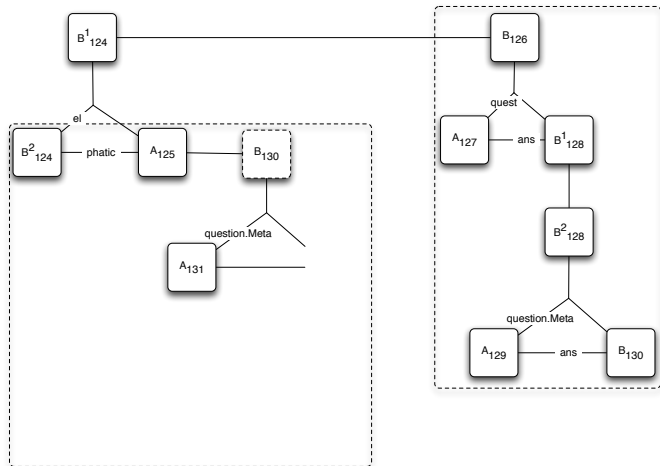 B¹₁₂₄
B₁₂₆
el
quest
A₁₂₇
ans
B¹₁₂₈
B²₁₂₄
phatic
A₁₂₅
B₁₃₀
B²₁₂₈
question.Meta
A₁₃₁
question.Meta
A₁₂₉
ans
B₁₃₀